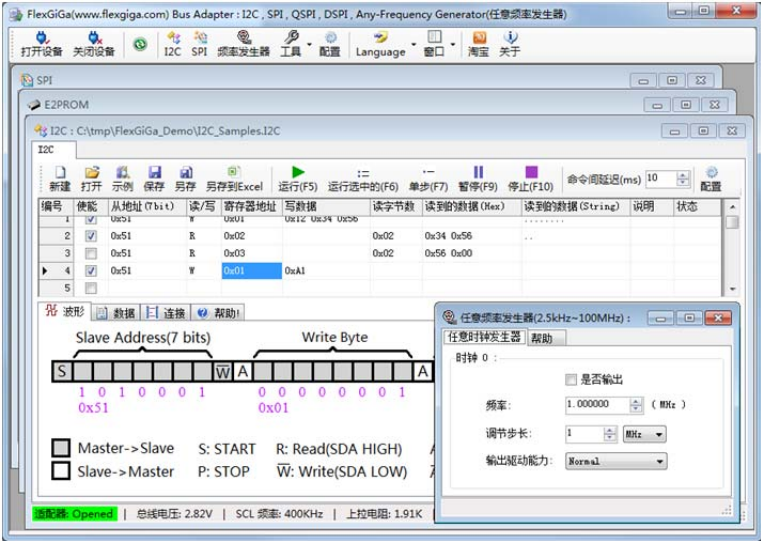 FlexGiGa(www.flexgiga.com) Bus Adapter : I2C , SPI , QSPI , DSPI , Any-Frequency Generator(任意频率发生器)
打开设备 关闭设备 I2C SPI 频率发生器 工具 配置 Language 窗口 淘宝 关于
SPI
E2PROM
I2C : C:\tmp\FlexGiGa_Demo\I2C_Samples.I2C
I2C
新建 打开 示例 保存 另存 另存到Excel 运行(F5) 运行选中的(F6) 单步(F7) 暂停(F9) 停止(F10) 命令间延迟(ms) 10 配置
编号 使能 从地址(7bit) 读/写 寄存器地址 写数据 读字节数 读到的数据(Hex) 读到的数据(String) 说明 状态
1 0x51 W 0x01 0x12 0x34 0x56 ........
2 0x51 R 0x02 0x02 0x34 0x56 ..
3 0x51 R 0x03 0x02 0x56 0x00
4 0x51 W 0x01 0xA1
5
波形 数据 连接 帮助!
Slave Address(7 bits) Write Byte
S W A A
1 0 1 0 0 0 1 0 0 0 0 0 0 0 1
0x51 0x01
Master->Slave S: START R: Read(SDA HIGH)
Slave->Master P: STOP W: Write(SDA LOW)
任意频率发生器(2.5kHz~100MHz) :
任意时钟发生器 帮助
时钟 0 :
是否输出
频率: 1.000000 ( MHz )
调节步长: 1 MHz
输出驱动能力: Normal
适配器: Opened | 总线电压: 2.82V | SCL 频率: 400KHz | 上拉电阻: 1.91K